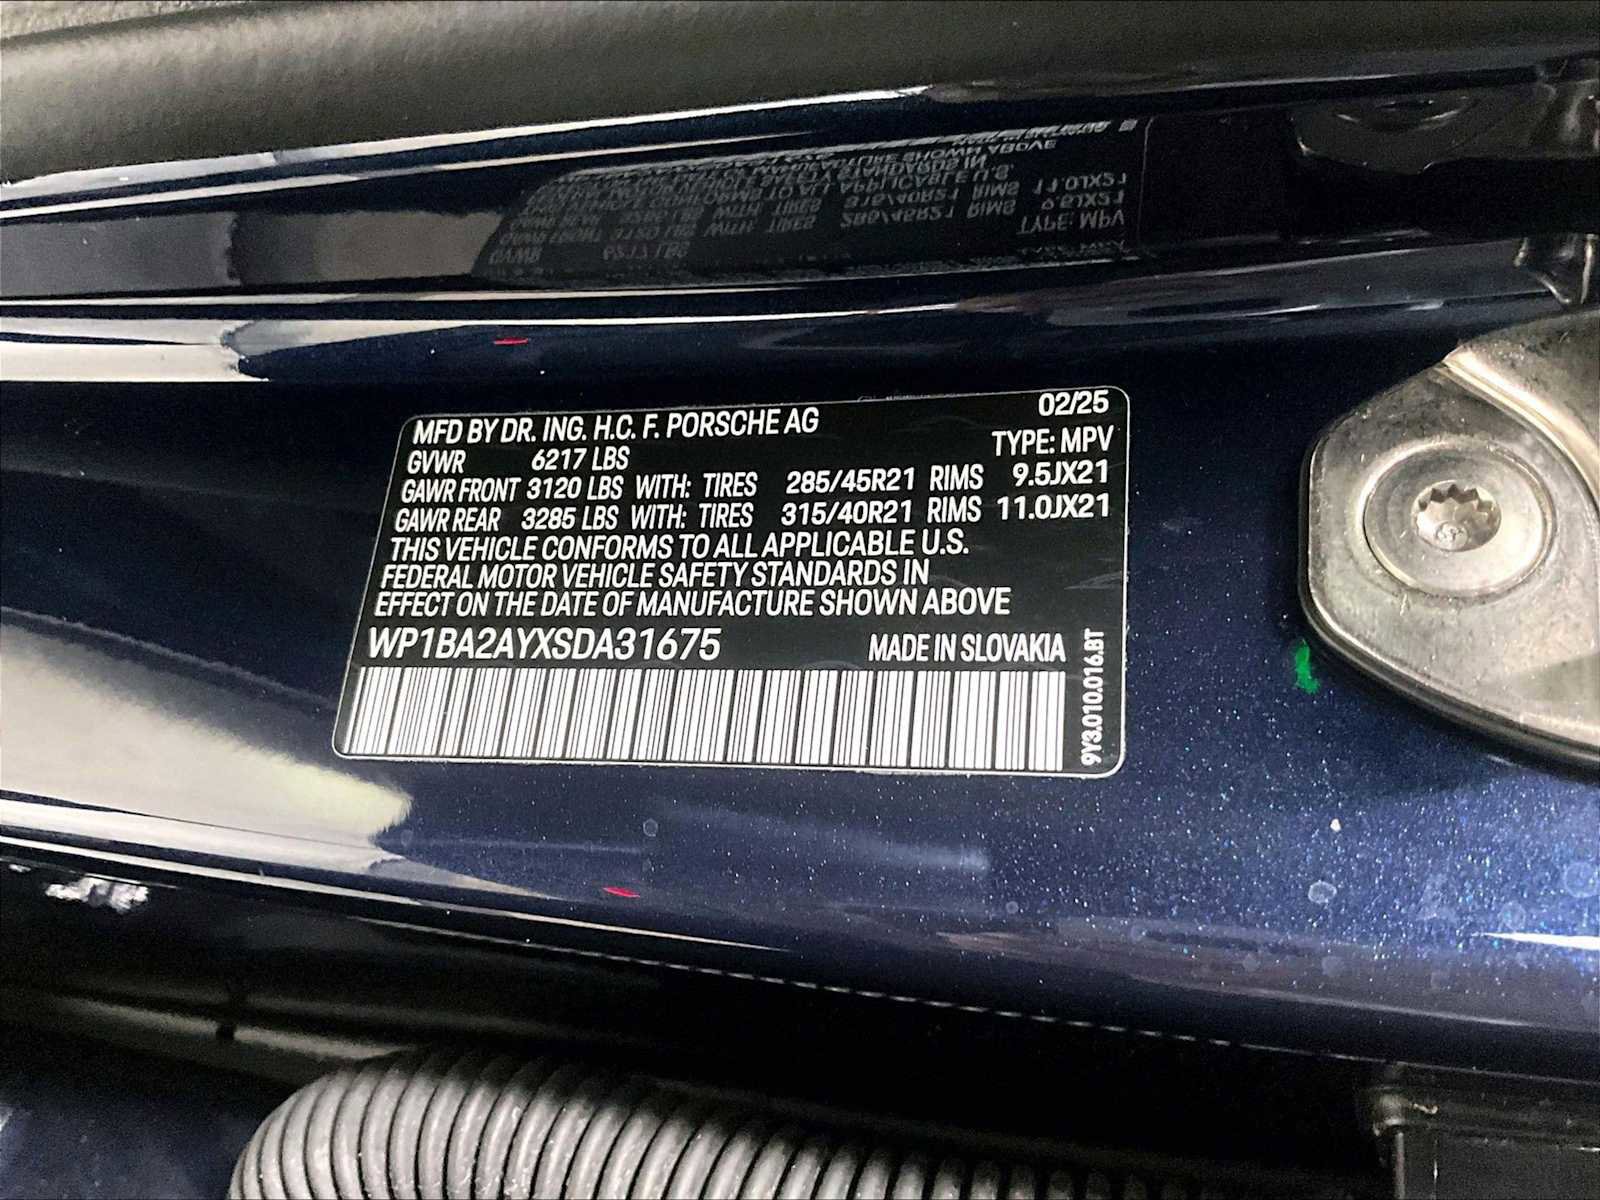 MFD BY DR. ING. H.C. F. PORSCHE AG 02/25
TYPE: MPV
GVWR 6217 LBS
GAWR FRONT 3120 LBS WITH: TIRES 285/45R21 RIMS 9.5JX21
GAWR REAR 3285 LBS WITH: TIRES 315/40R21 RIMS 11.0JX21
THIS VEHICLE CONFORMS TO ALL APPLICABLE U.S.
FEDERAL MOTOR VEHICLE SAFETY STANDARDS IN
EFFECT ON THE DATE OF MANUFACTURE SHOWN ABOVE
WP1BA2AYXSDA31675 MADE IN SLOVAKIA
9Y3.010.016.BT